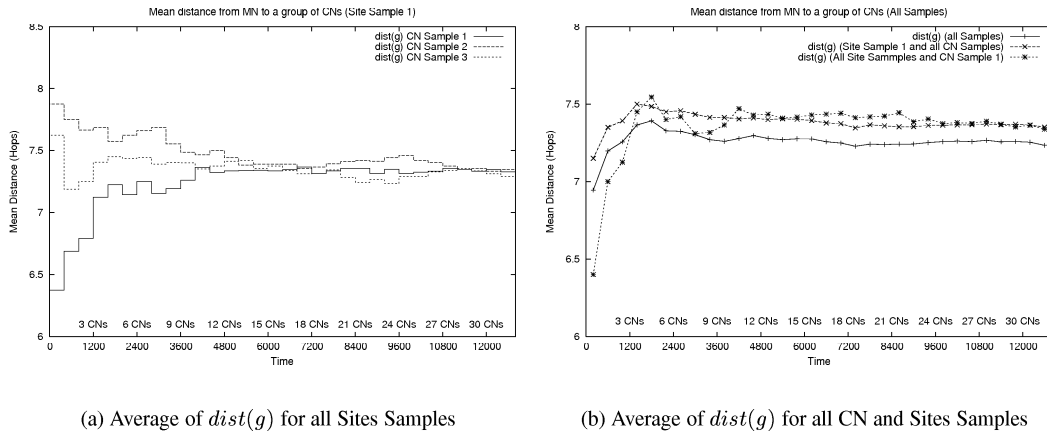 Mean distance from MN to a group of CNs (Site Sample 1)
8.5
8
7.5
7
6.5
6
Mean Distance (Hops)
dist(g) CN Sample 1
dist(g) CN Sample 2
dist(g) CN Sample 3
3 CNs 6 CNs 9 CNs 12 CNs 15 CNs 18 CNs 21 CNs 24 CNs 27 CNs 30 CNs
0 1200 2400 3600 4800 6000 7200 8400 9600 10800 12000
Time
(a) Average of dist(g) for all Sites Samples
Mean distance from MN to a group of CNs (All Samples)
8
7.5
7
6.5
6
Mean Distance (Hops)
dist(g) (all Samples)
dist(g) (Site Sample 1 and all CN Samples)
dist(g) (All Site Sammples and CN Sample 1)
3 CNs 6 CNs 9 CNs 12 CNs 15 CNs 18 CNs 21 CNs 24 CNs 27 CNs 30 CNs
0 1200 2400 3600 4800 6000 7200 8400 9600 10800 12000
Time
(b) Average of dist(g) for all CN and Sites Samples